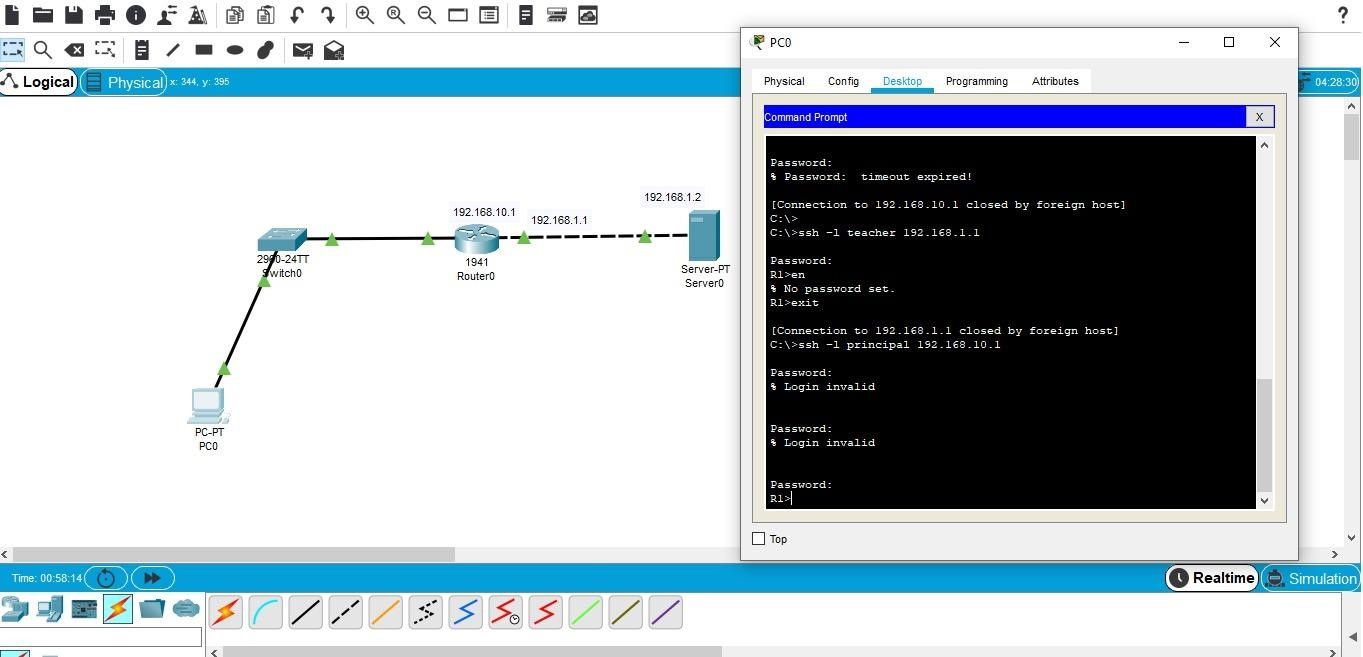 ?
Logical
Physical
x: 344, y: 395
04:28:30
192.168.1.2
192.168.10.1
192.168.1.1
2960-24TT
Switch0
1941
Router0
Server-PT
Server0
PC-PT
PC0
PC0
Physical Config Desktop Programming Attributes
Command Prompt
X
Password:
% Password:  timeout expired!
[Connection to 192.168.10.1 closed by foreign host]
C:\>
C:\>ssh -l teacher 192.168.1.1
Password:
R1>en
% No password set.
R1>exit
[Connection to 192.168.1.1 closed by foreign host]
C:\>ssh -l principal 192.168.10.1
Password:
% Login invalid
Password:
% Login invalid
Password:
R1>
Top
Time: 00:58:14
Realtime
Simulation